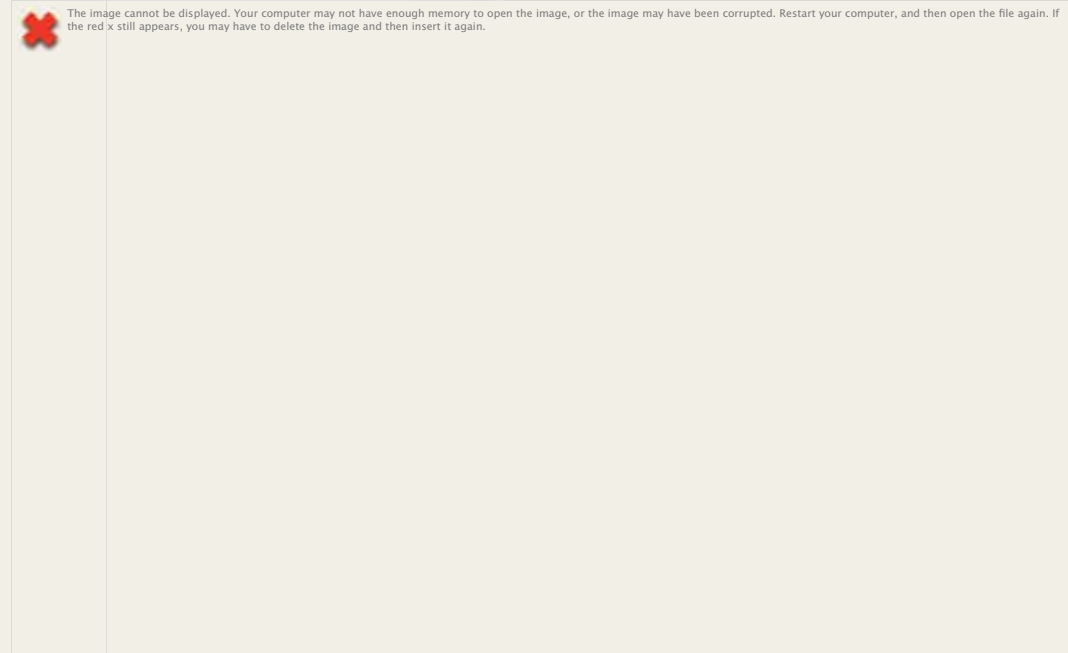 The image cannot be displayed. Your computer may not have enough memory to open the image, or the image may have been corrupted. Restart your computer, and then open the file again. If
the red x still appears, you may have to delete the image and then insert it again.